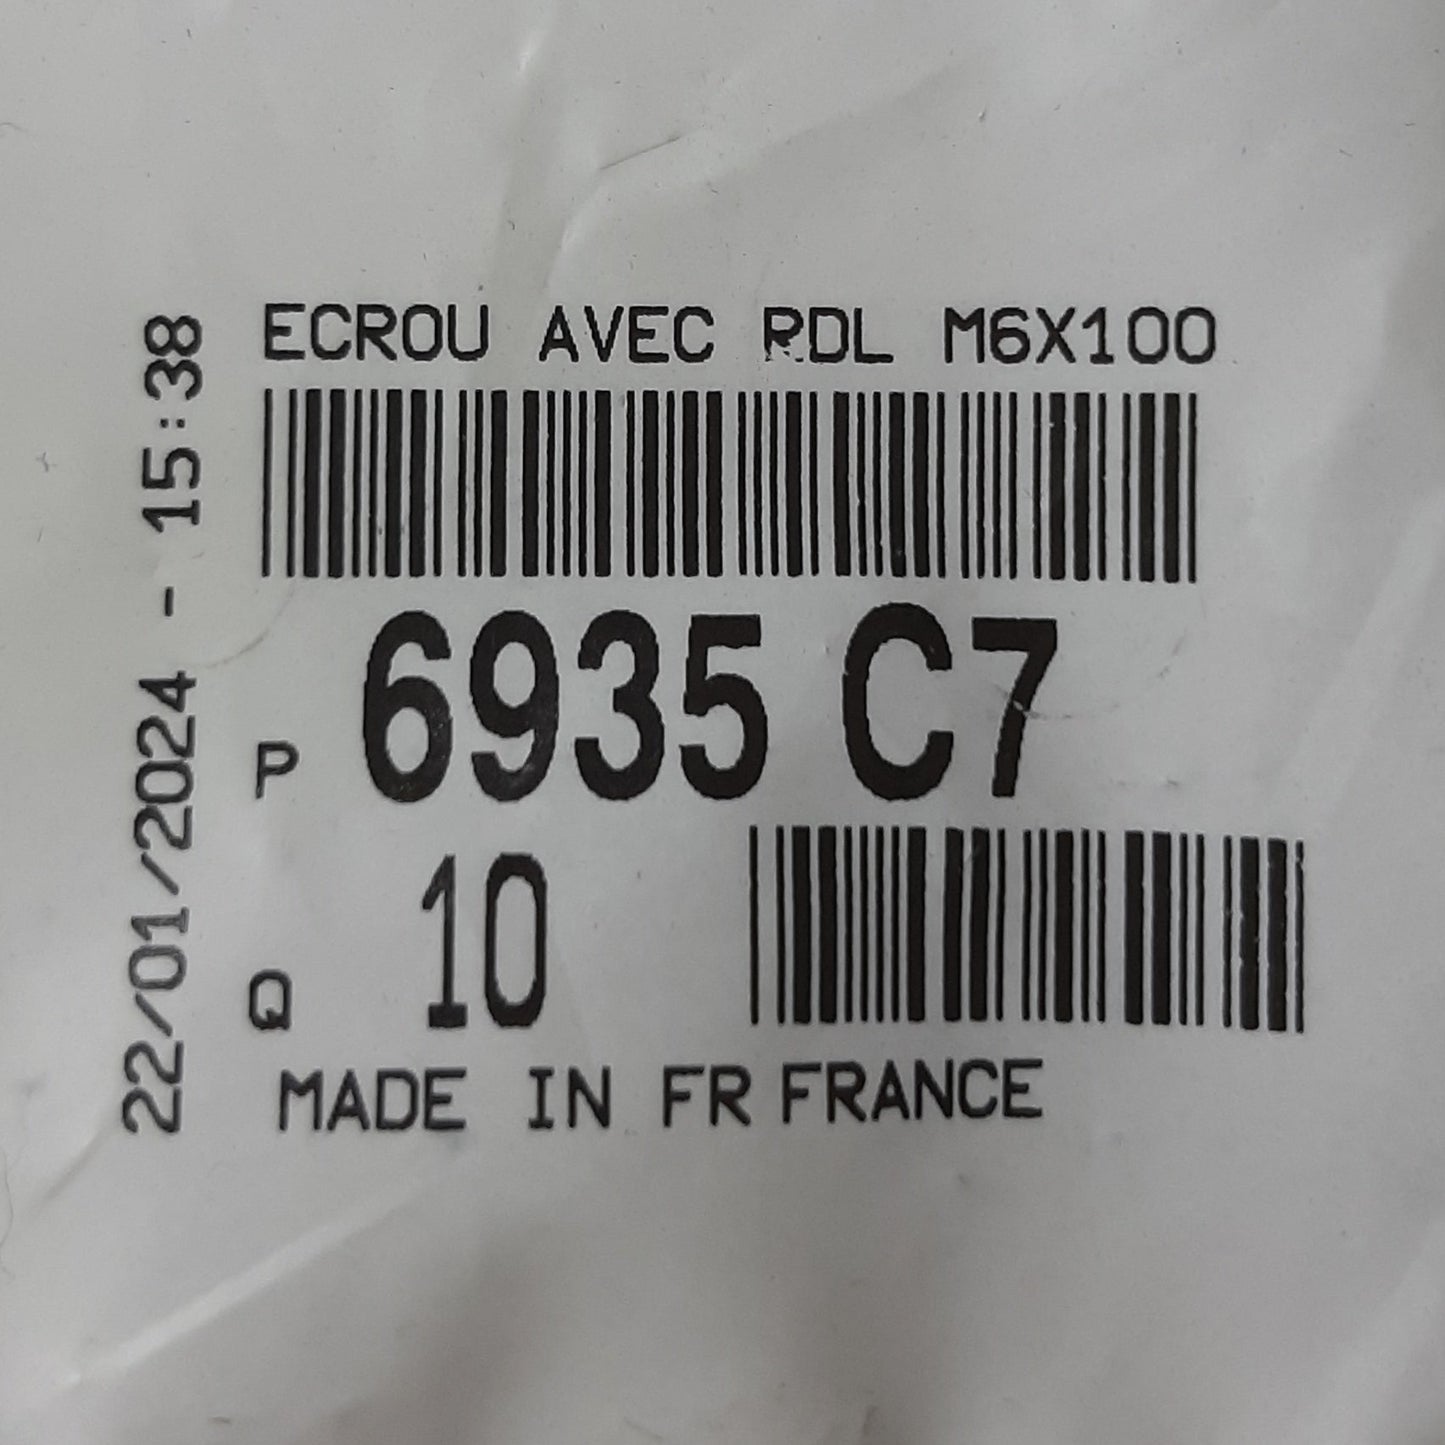 ECROU AVEC RDL M6X100
P 6935 C7
Q 10
MADE IN FR FRANCE
22/01/2024 - 15:38